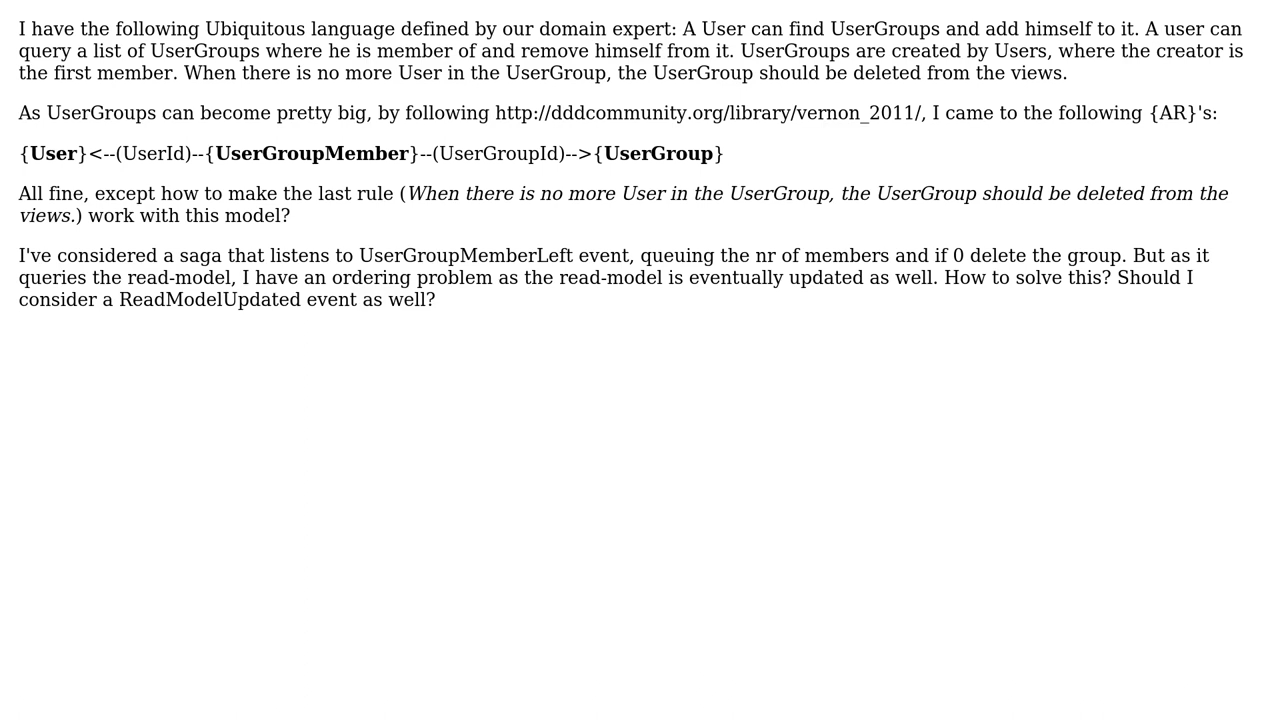 I have the following Ubiquitous language defined by our domain expert: A User can find UserGroups and add himself to it. A user can
query a list of UserGroups where he is member of and remove himself from it. UserGroups are created by Users, where the creator is
the first member. When there is no more User in the UserGroup, the UserGroup should be deleted from the views.
As UserGroups can become pretty big, by following http://dddcommunity.org/library/vernon_2011/, I came to the following {AR}'s:
{User}<--(UserId)--{UserGroupMember}--(UserGroupId)-->{UserGroup}
All fine, except how to make the last rule (When there is no more User in the UserGroup, the UserGroup should be deleted from the
views.) work with this model?
I've considered a saga that listens to UserGroupMemberLeft event, queuing the nr of members and if 0 delete the group. But as it
queries the read-model, I have an ordering problem as the read-model is eventually updated as well. How to solve this? Should I
consider a ReadModelUpdated event as well?